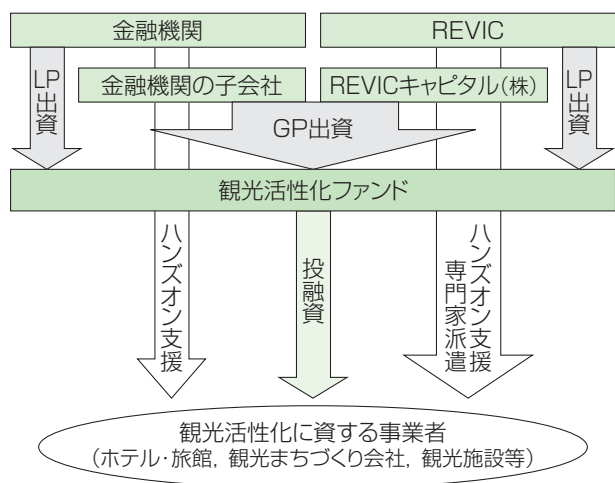 金融機関
REVIC
LP出資
金融機関の子会社
REVICキャピタル(株)
LP出資
GP出資
観光活性化ファンド
ハンズオン支援
投融資
ハンズオン支援
専門家派遣
観光活性化に資する事業者
(ホテル・旅館, 観光まちづくり会社, 観光施設等)